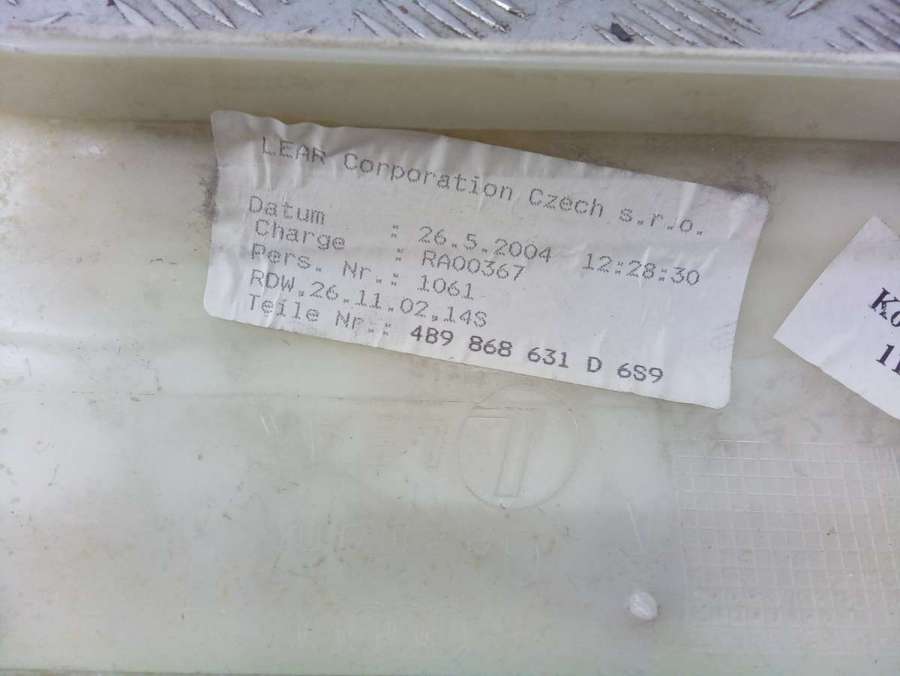 LEAR Corporation Czech s.r.o.
Datum : 26.5.2004 12:28:30
Charge : RA00367
Pers. Nr.: 1061
RDW.26.11.02,14S
Teile Nr.: 4B9 868 631 D 6S9